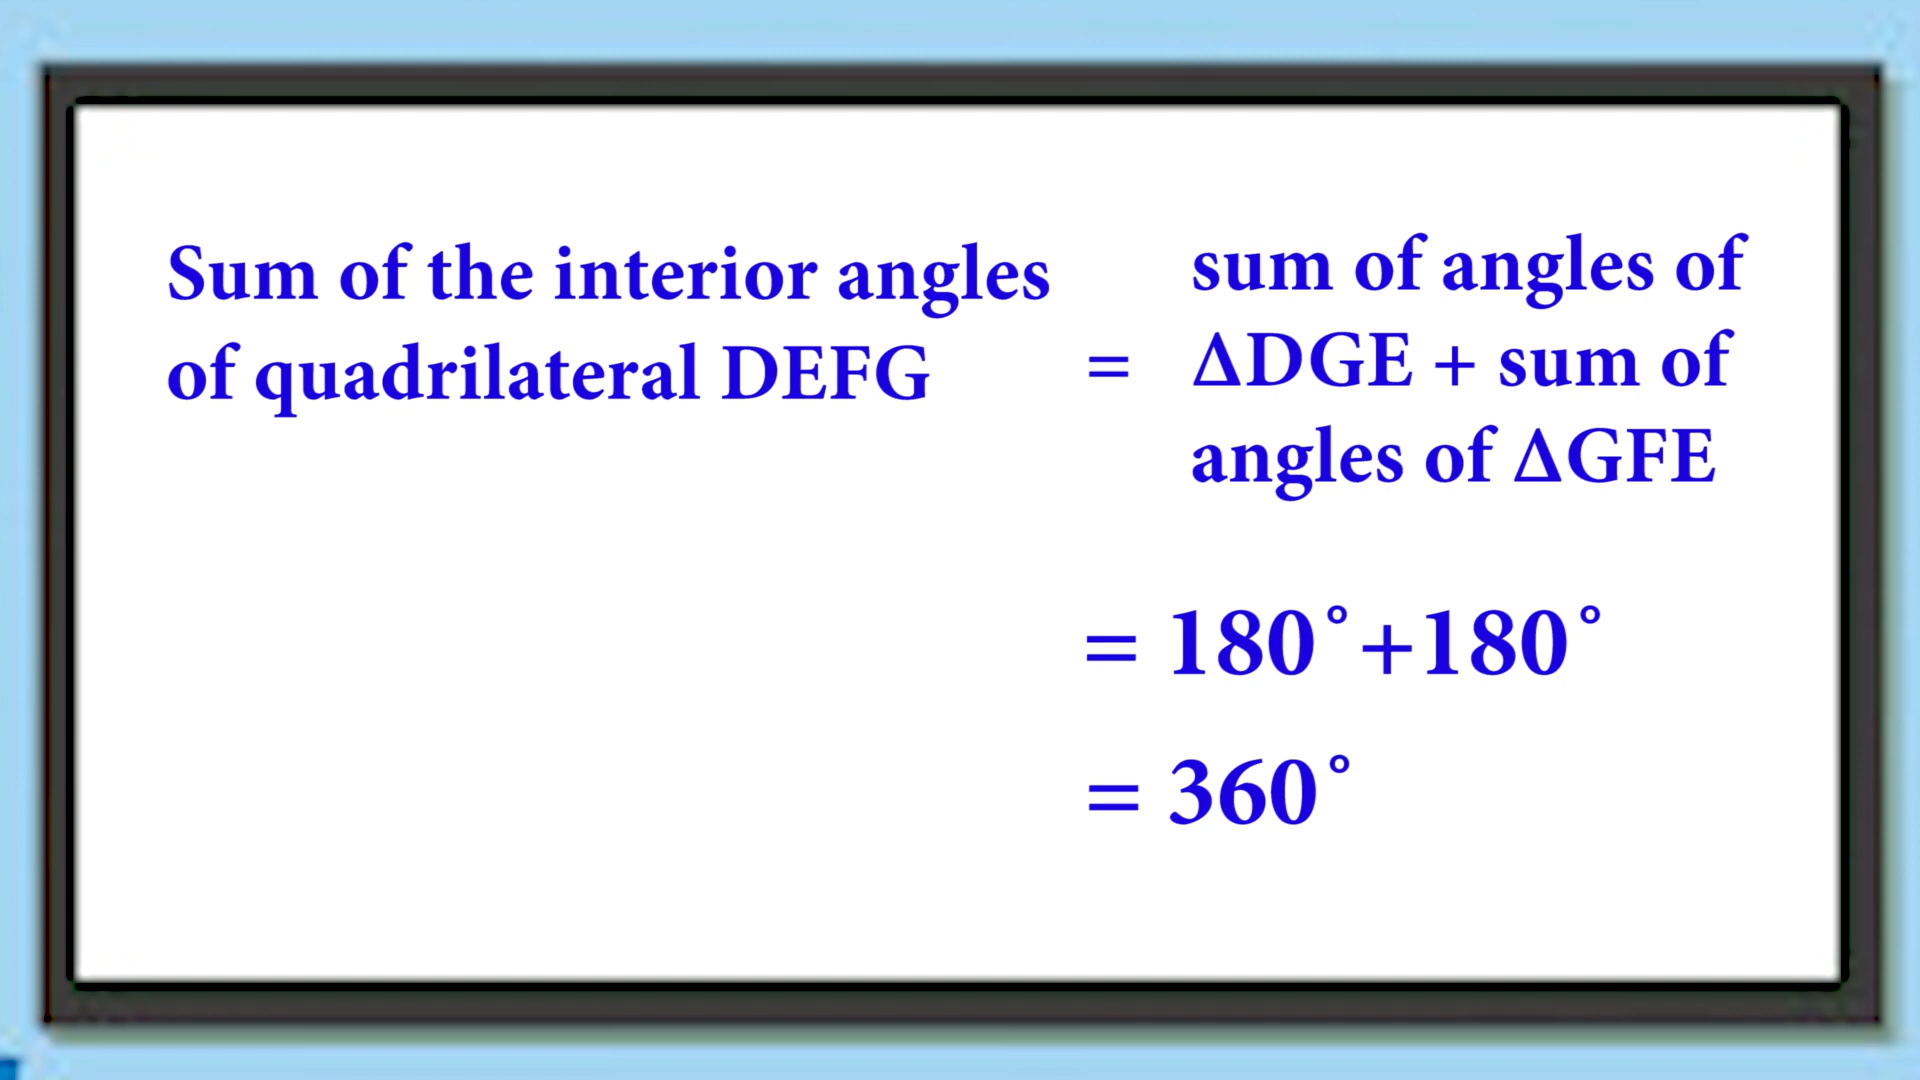 Sum of the interior angles
of quadrilateral DEFG
=
sum of angles of
ΔDGE + sum of
angles of ΔGFE
= 180°+180°
= 360°